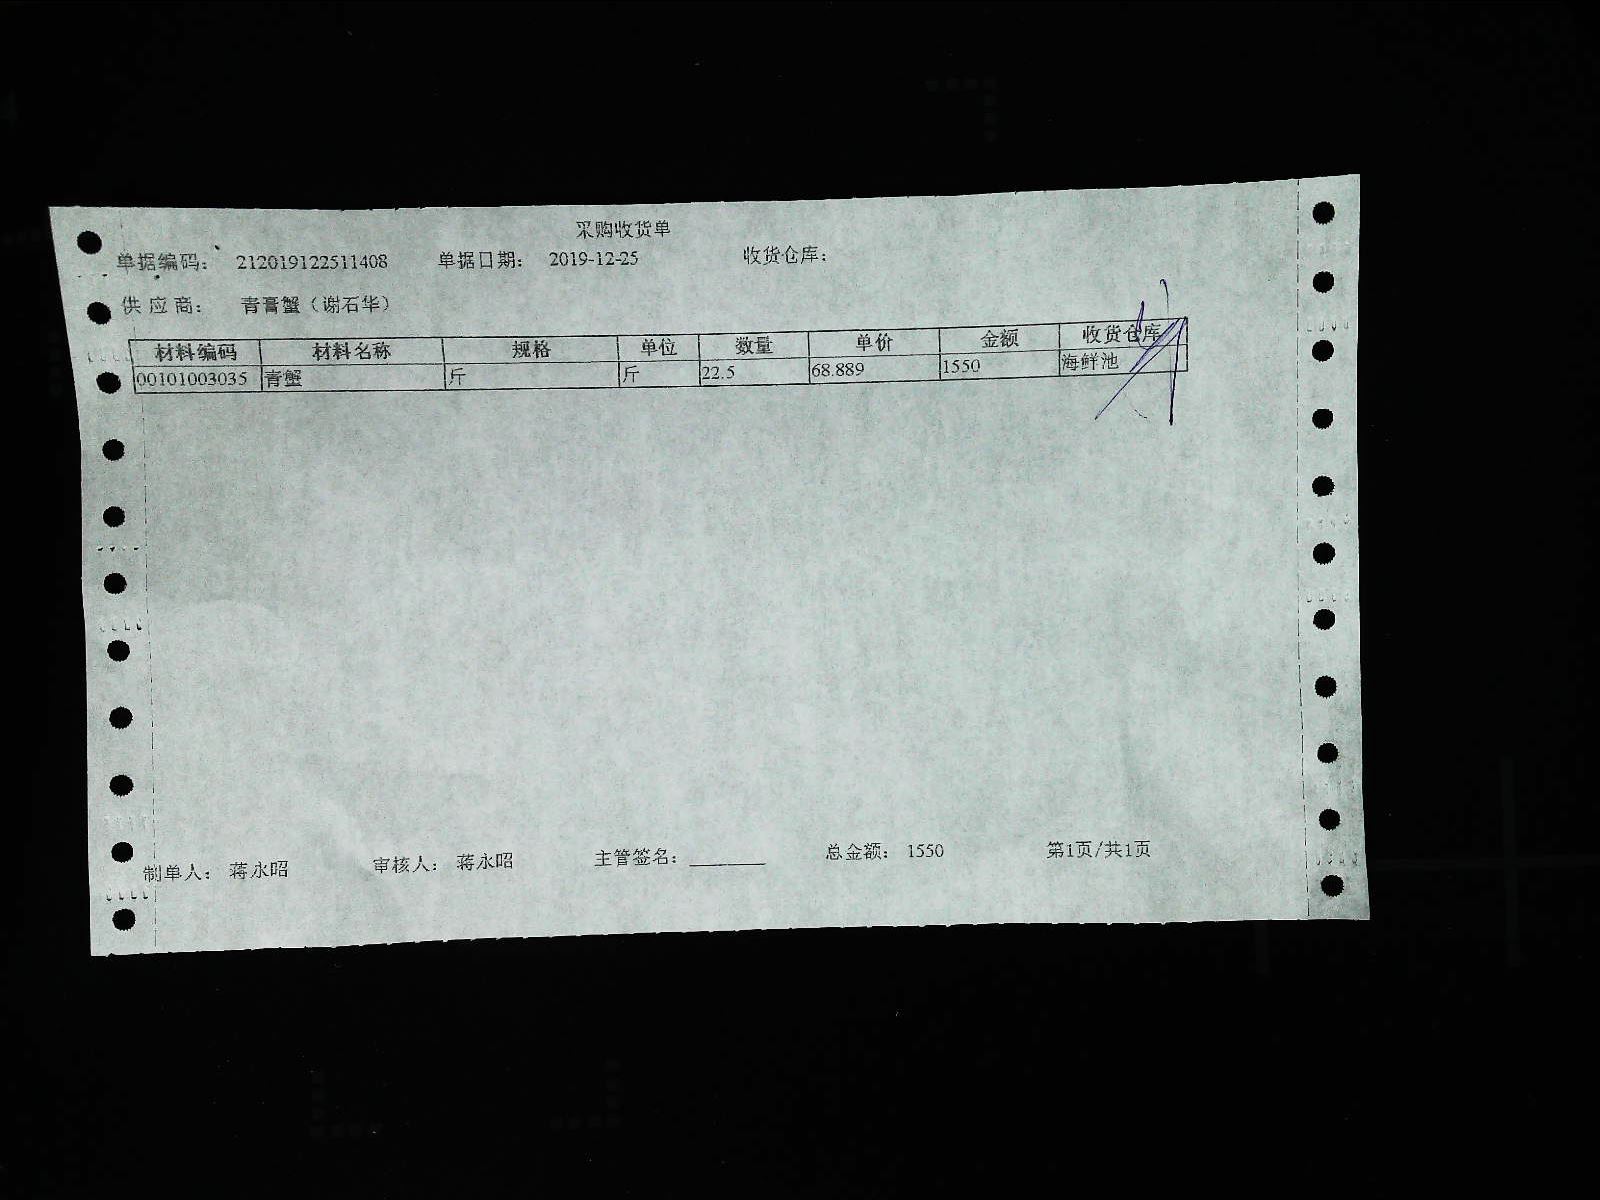 采购收货单
单据编码： 212019122511408 单据日期： 2019-12-25 收货仓库：
供应商： 青膏蟹（谢石华）
材料编码 材料名称 规格 单位 数量 单价 金额 收货仓库
00101003035 青蟹 斤 斤 22.5 68.889 1550 海鲜池
制单人： 蒋永昭 审核人： 蒋永昭 主管签名：________ 总金额： 1550 第1页/共1页